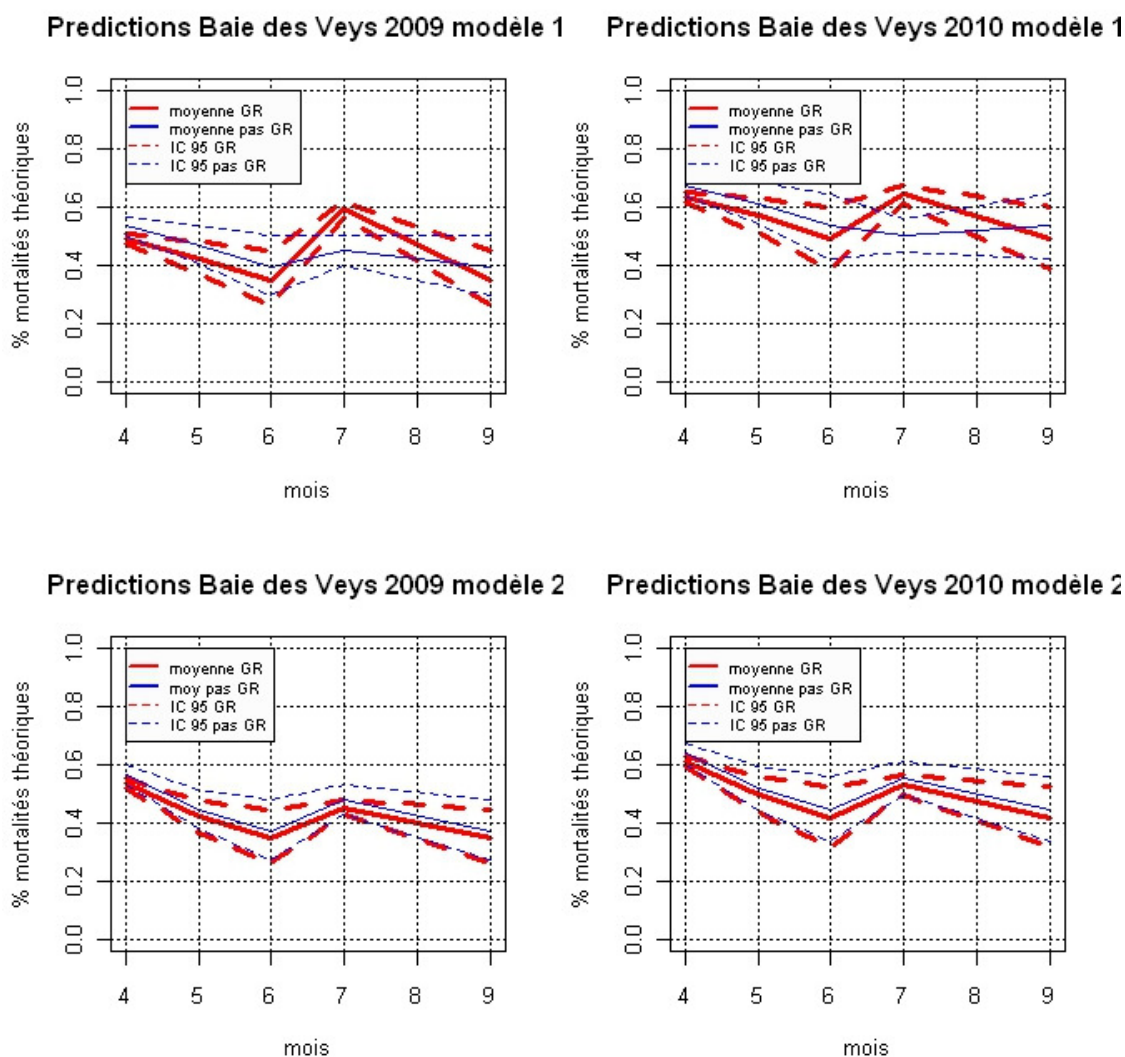 Predictions Baie des Veys 2009 modèle 1
% mortalités théoriques
1.0
0.8
0.6
0.4
0.2
0.0
moyenne GR
moyenne pas GR
IC 95 GR
IC 95 pas GR
4 5 6 7 8 9
mois
Predictions Baie des Veys 2010 modèle 1
% mortalités théoriques
1.0
0.8
0.6
0.4
0.2
0.0
moyenne GR
moyenne pas GR
IC 95 GR
IC 95 pas GR
4 5 6 7 8 9
mois
Predictions Baie des Veys 2009 modèle 2
% mortalités théoriques
1.0
0.8
0.6
0.4
0.2
0.0
moyenne GR
moy pas GR
IC 95 GR
IC 95 pas GR
4 5 6 7 8 9
mois
Predictions Baie des Veys 2010 modèle 2
% mortalités théoriques
1.0
0.8
0.6
0.4
0.2
0.0
moyenne GR
moyenne pas GR
IC 95 GR
IC 95 pas GR
4 5 6 7 8 9
mois